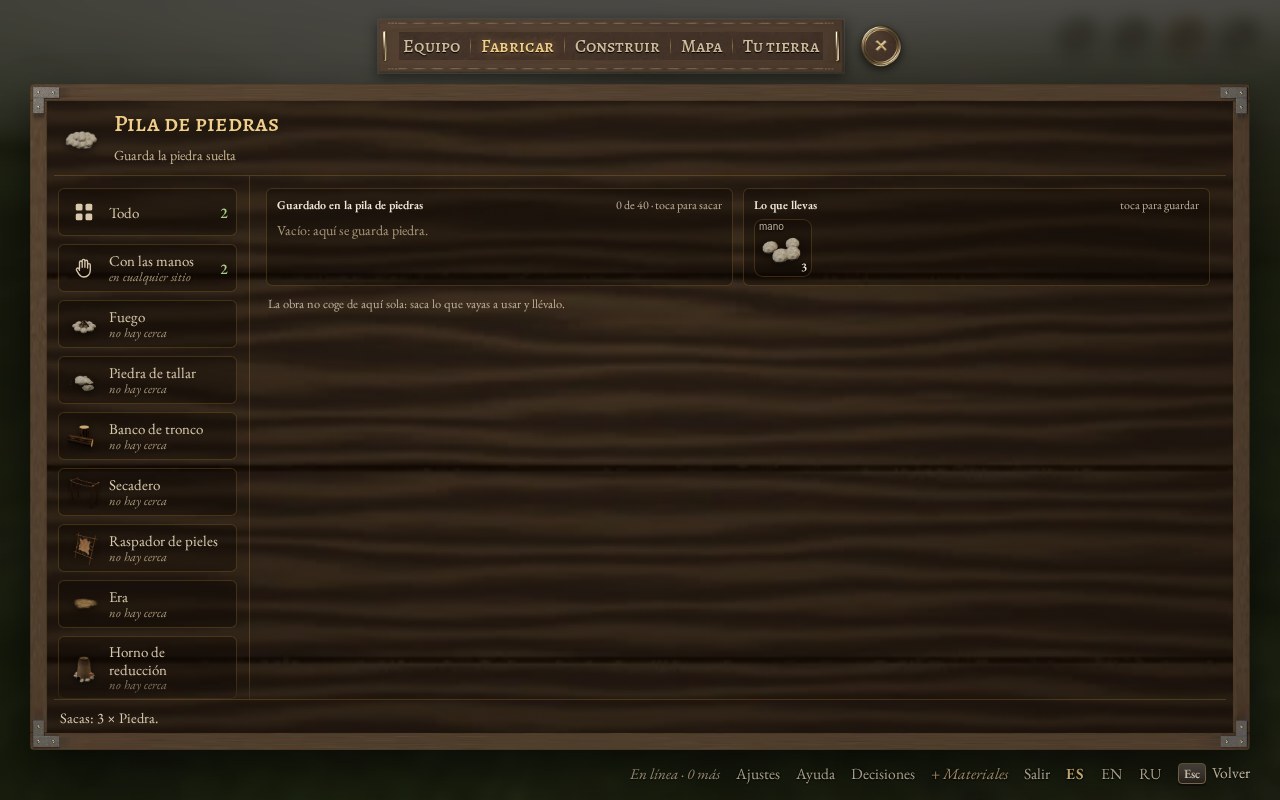 Equipo
Fabricar
Construir
Mapa
Tu tierra
Pila de piedras
Guarda la piedra suelta
Todo 2
Con las manos
en cualquier sitio 2
Fuego
no hay cerca
Piedra de tallar
no hay cerca
Banco de tronco
no hay cerca
Secadero
no hay cerca
Raspador de pieles
no hay cerca
Era
no hay cerca
Horno de
reducción
no hay cerca
Guardado en la pila de piedras 0 de 40 · toca para sacar
Vacío: aquí se guarda piedra.
Lo que llevas toca para guardar
mano
3
La obra no coge de aquí sola: saca lo que vayas a usar y llévalo.
Sacas: 3 × Piedra.
En línea · 0 más Ajustes Ayuda Decisiones + Materiales Salir ES EN RU Esc Volver